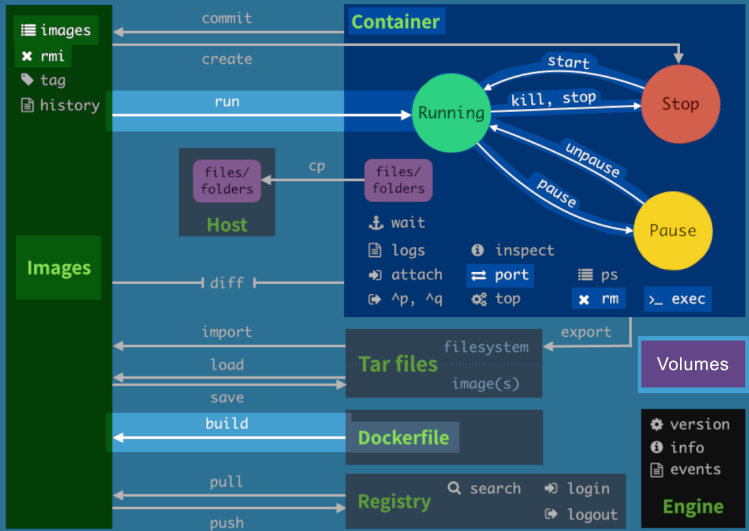 images
rmi
tag
history
Images
commit
create
run
Container
Running
start
kill, stop
Stop
unpause
pause
Pause
files/
folders
Host
cp
files/
folders
wait
logs
inspect
attach
port
ps
^p, ^q
top
rm
>_ exec
diff
import
export
filesystem
Tar files
load
image(s)
save
Volumes
build
Dockerfile
version
info
events
Engine
pull
search
login
Registry
logout
push